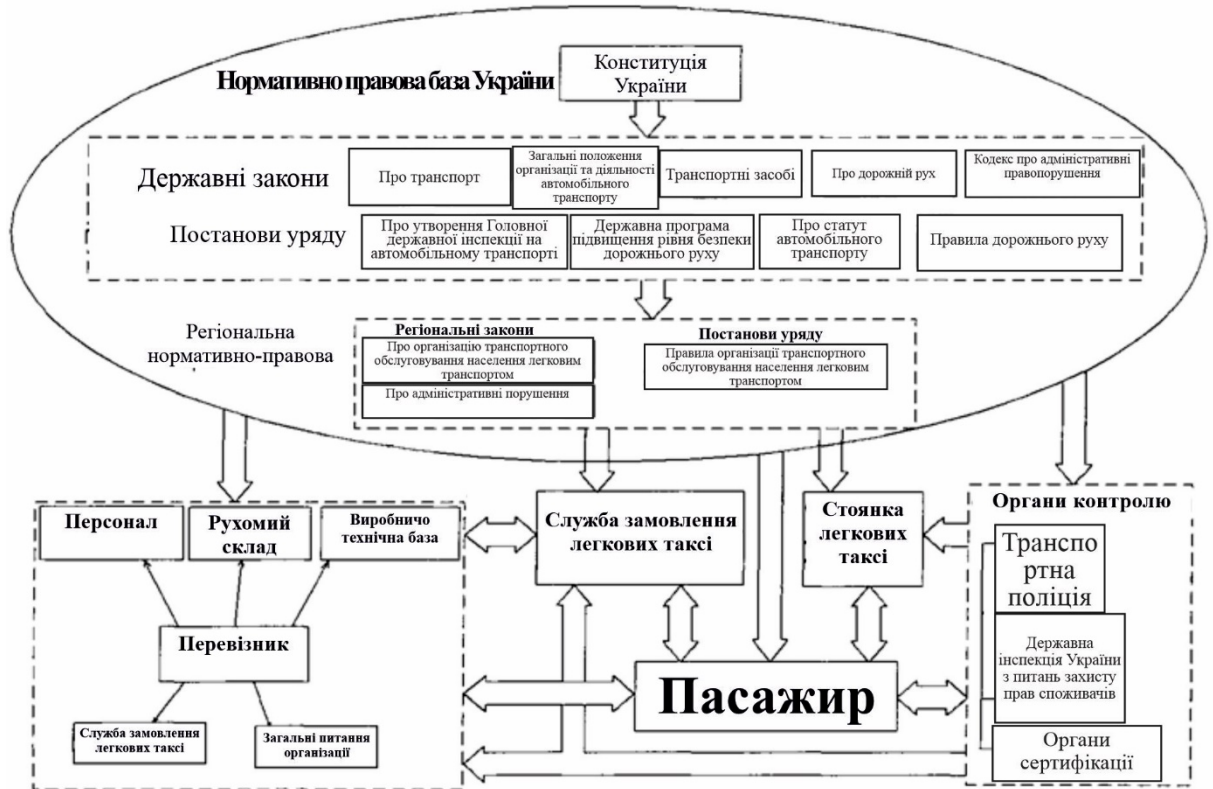 Нормативно правова база України
Конституція
України
Державні закони
Про транспорт
Загальні положення
організації та діяльності
автомобільного
транспорту
Транспортні засобі
Про дорожній рух
Кодекс про адміністративні
правопорушення
Постанови уряду
Про утворення Головної
державної інспекції на
автомобільному транспорті
Державна програма
підвищення рівня безпеки
дорожнього руху
Про статут
автомобільного
транспорту
Правила дорожнього руху
Регіональна
нормативно-правова
Регіональні закони
Про організацію транспортного
обслуговування населення легковим
транспортом
Про адміністративні порушення
Постанови уряду
Правила організації транспортного
обслуговування населення легковим
транспортом
Персонал
Рухомий
склад
Виробничо
технічна база
Перевізник
Служба замовлення
легкових таксі
Загальні питання
організації
Служба замовлення
легкових таксі
Стоянка
легкових
таксі
Пасажир
Органи контролю
Транспо
ртна
поліція
Державна
інспекція України
з питань захисту
прав споживачів
Органи
сертифікації